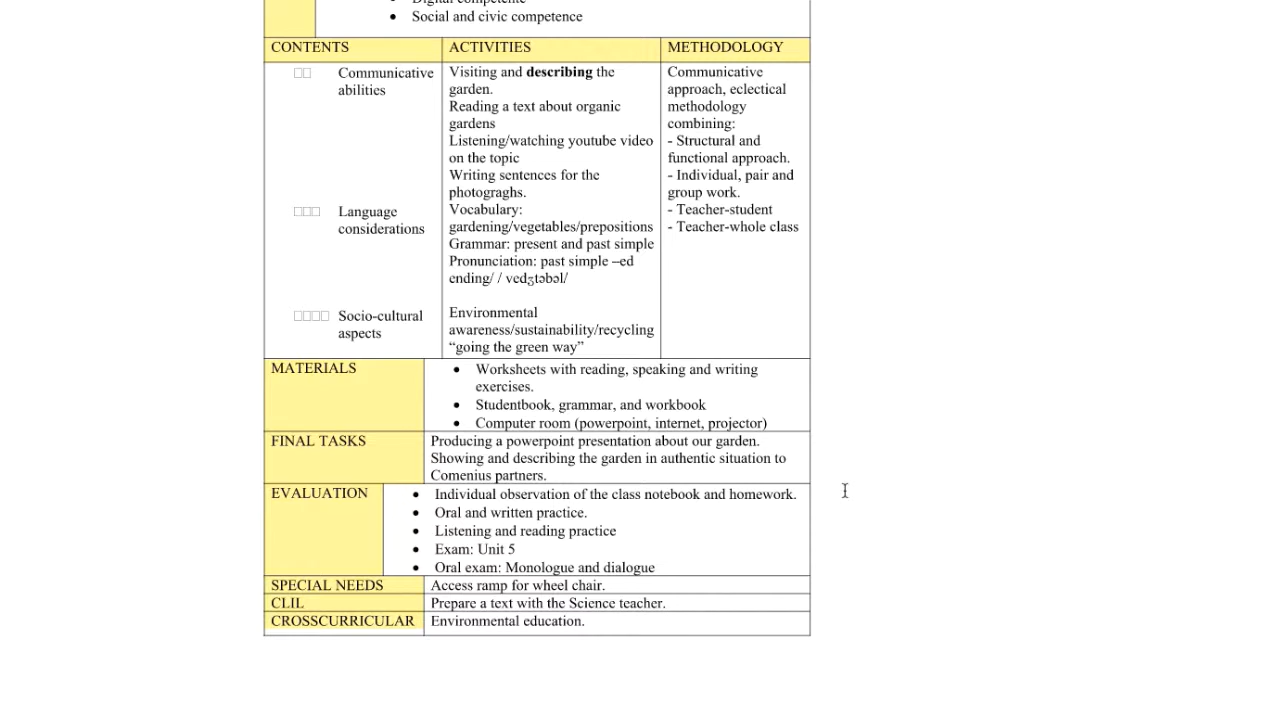 Digital competente
• Social and civic competence
CONTENTS ACTIVITIES METHODOLOGY
Communicative
abilities
Language
considerations
Socio-cultural
aspects
Visiting and describing the
garden.
Reading a text about organic
gardens
Listening/watching youtube video
on the topic
Writing sentences for the
photograghs.
Vocabulary:
gardening/vegetables/prepositions
Grammar: present and past simple
Pronunciation: past simple –ed
ending/ / vedʒtəbəl/
Environmental
awareness/sustainability/recycling
“going the green way”
Communicative
approach, eclectical
methodology
combining:
- Structural and
functional approach.
- Individual, pair and
group work.
- Teacher-student
- Teacher-whole class
MATERIALS
• Worksheets with reading, speaking and writing
exercises.
• Studentbook, grammar, and workbook
• Computer room (powerpoint, internet, projector)
FINAL TASKS
Producing a powerpoint presentation about our garden.
Showing and describing the garden in authentic situation to
Comenius partners.
EVALUATION
• Individual observation of the class notebook and homework.
• Oral and written practice.
• Listening and reading practice
• Exam: Unit 5
• Oral exam: Monologue and dialogue
SPECIAL NEEDS Access ramp for wheel chair.
CLIL Prepare a text with the Science teacher.
CROSSCURRICULAR Environmental education.